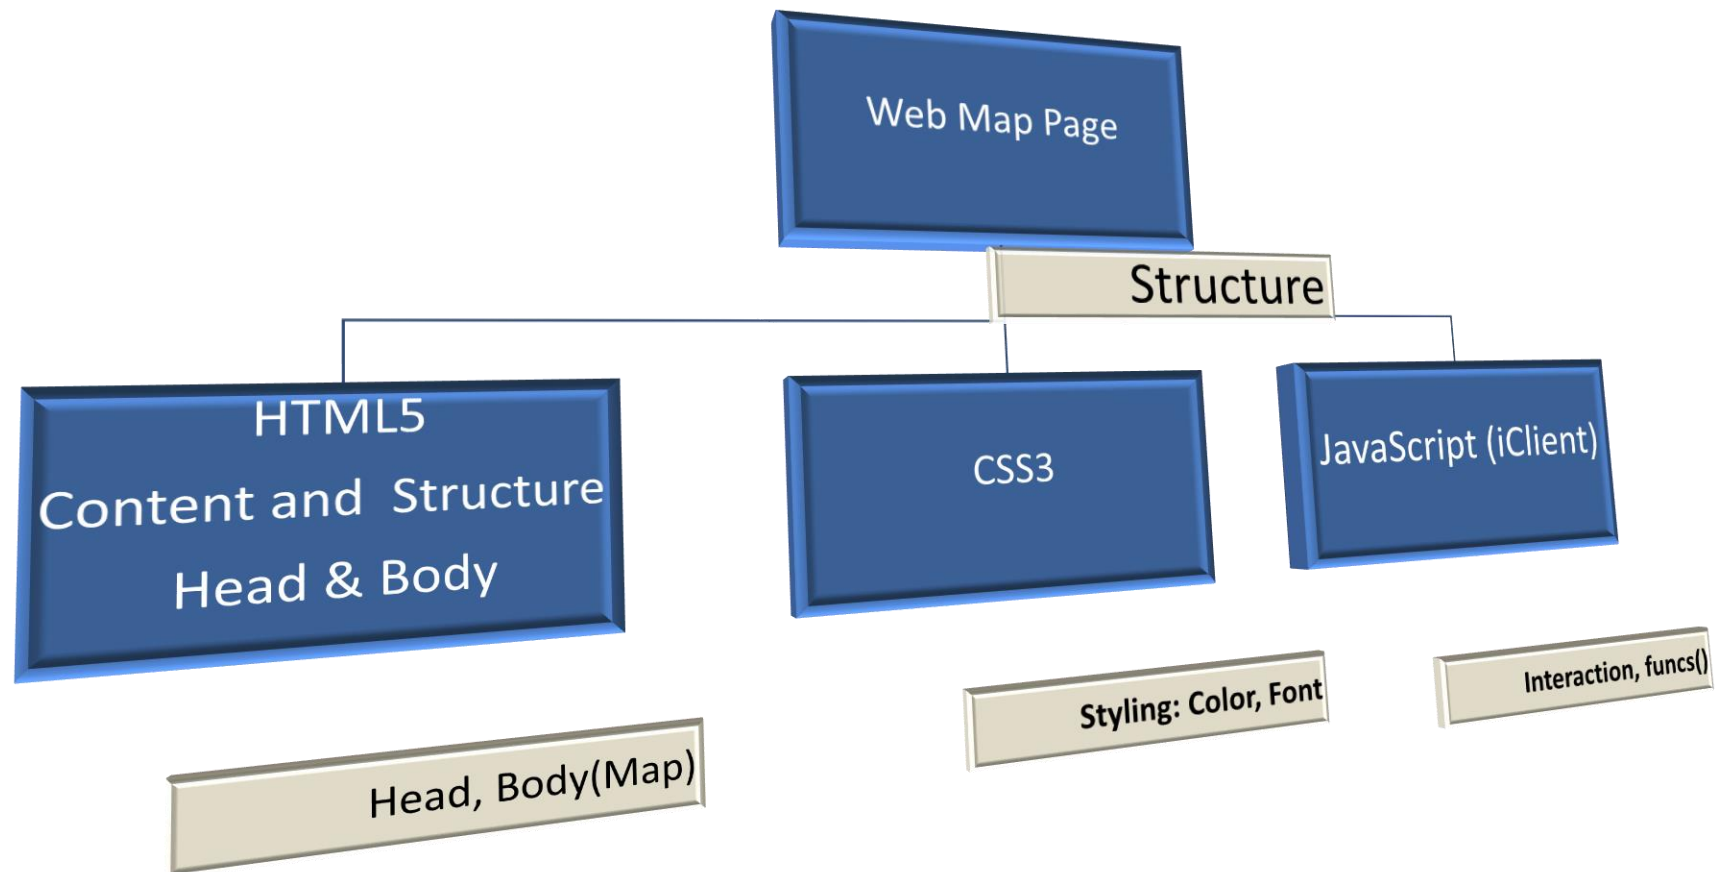 Web Map Page
Structure
HTML5
Content and Structure
Head & Body
CSS3
JavaScript (iClient)
Head, Body(Map)
Styling: Color, Font
Interaction, funcs()